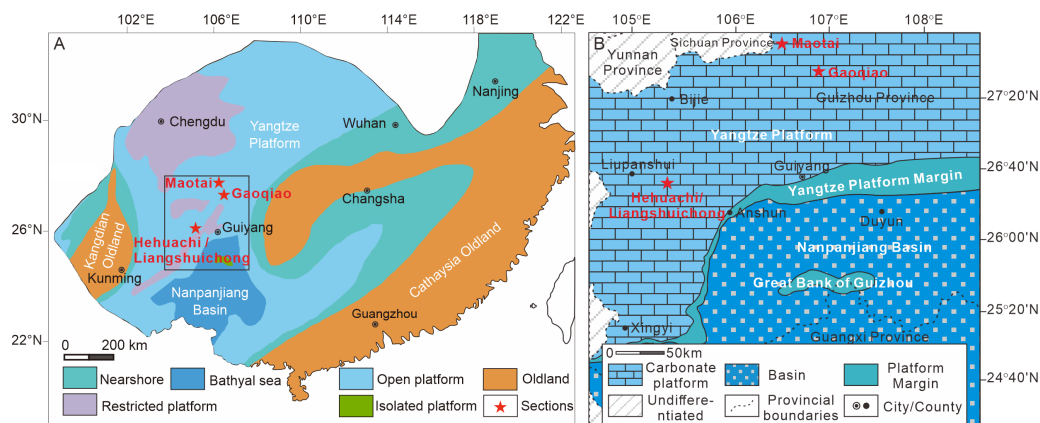 102°E 106°E 110°E 114°E 118°E 122°E
A
30°N
26°N
22°N
Chengdu
Nanjing
Wuhan
Yangtze
Platform
Maotai
Gaoqiao
Changsha
Kangdian
Oldland
Guiyang
Hehuachi /
Liangshuichong
Kunming
Nanpanjiang
Basin
Cathaysia Oldland
Guangzhou
0 200 km
Nearshore
Bathyal sea
Open platform
Oldland
Restricted platform
Isolated platform
Sections
105°E 106°E 107°E 108°E
B
Sichuan Province
Maotai
Yunnan
Province
Gaoqiao
Bijie
Guizhou Province
27°20'N
Yangtze Platform
Liupanshui
Guiyang
26°40'N
Yangtze Platform Margin
Hehuachi/
Liangshuichong
Anshun
Duyun
26°00'N
Nanpanjiang Basin
Great Bank of Guizhou
25°20'N
Xingyi
Guangxi Province
0 50km
24°40'N
Carbonate
platform
Basin
Platform
Margin
Undiffere-
ntiated
Provincial
boundaries
City/County